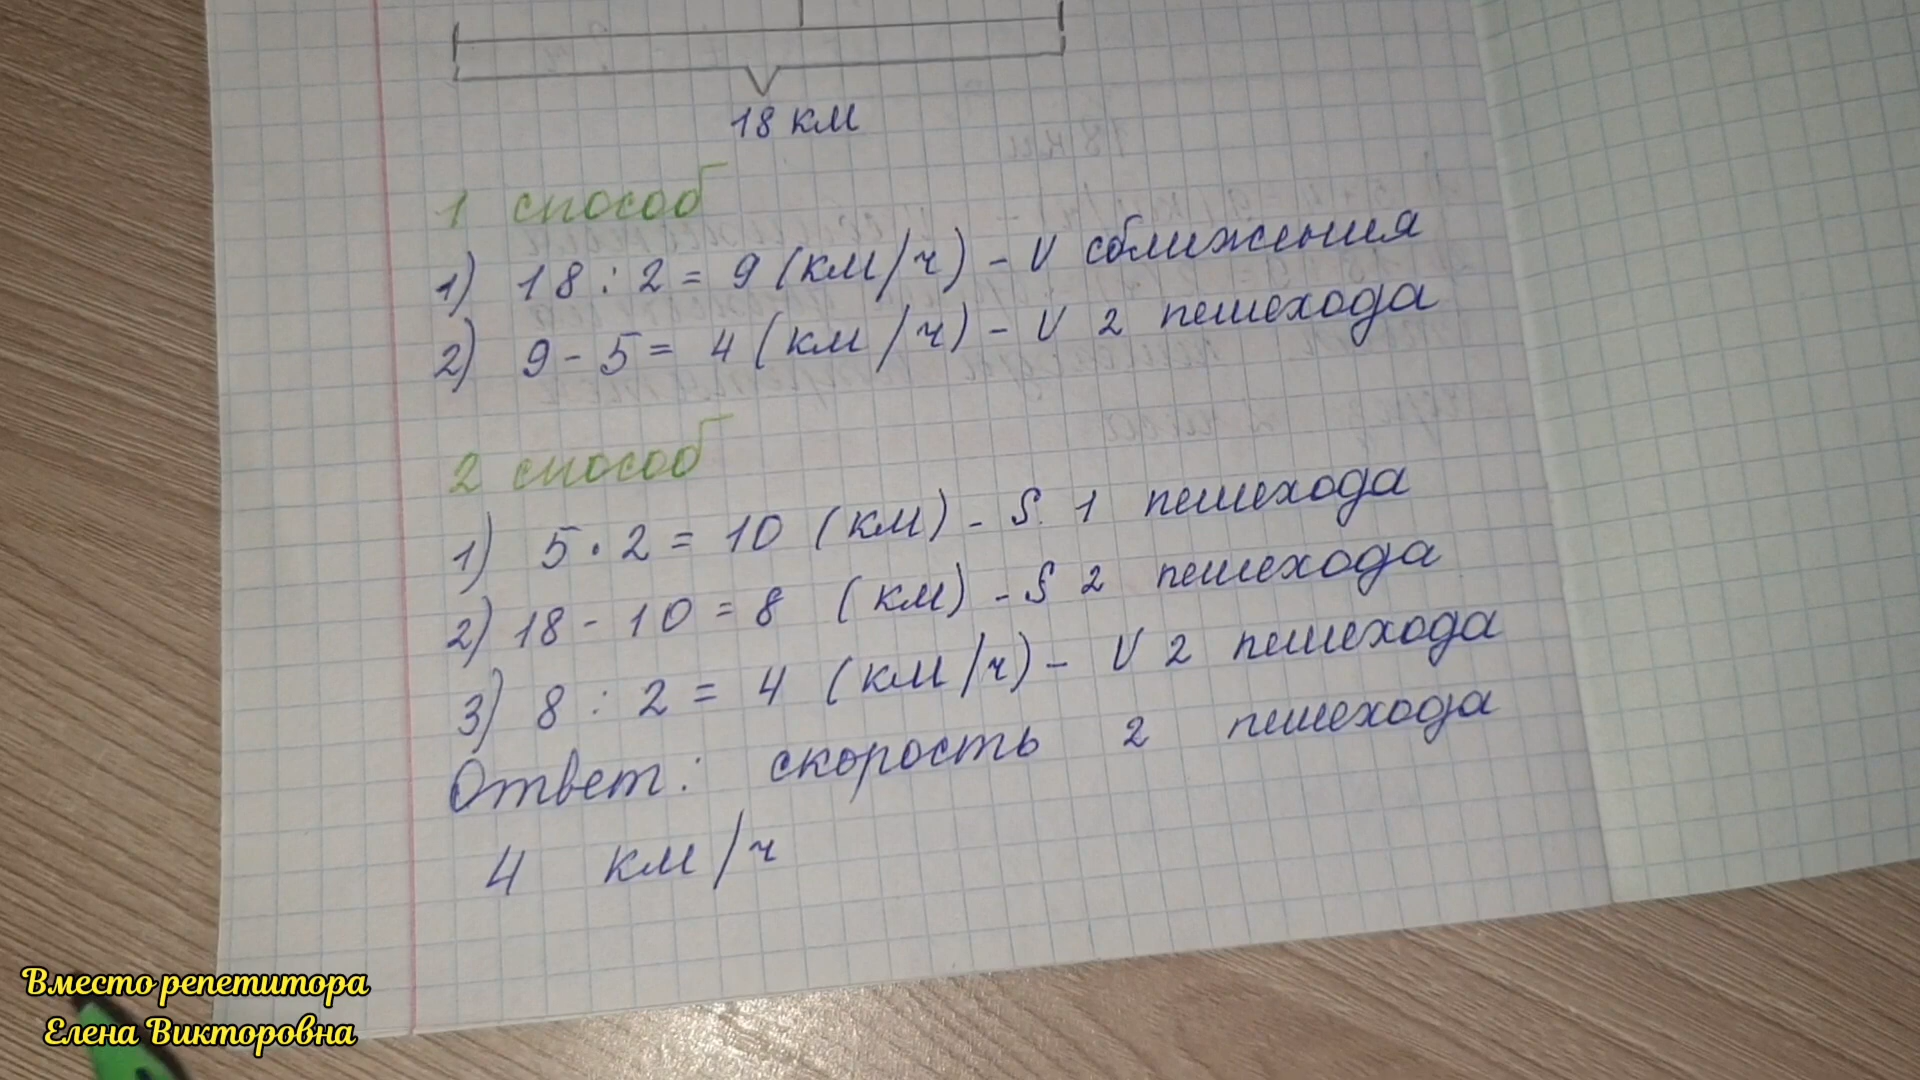 18 км
1 способ
1) 18 : 2 = 9 (км/ч) - V сближения
2) 9 - 5 = 4 (км/ч) - V 2 пешехода
2 способ
1) 5 · 2 = 10 (км) - S. 1 пешехода
2) 18 - 10 = 8 (км) - S 2 пешехода
3) 8 : 2 = 4 (км/ч) - V 2 пешехода
Ответ: скорость 2 пешехода
4 км/ч
Вместо репетитора
Елена Викторовна